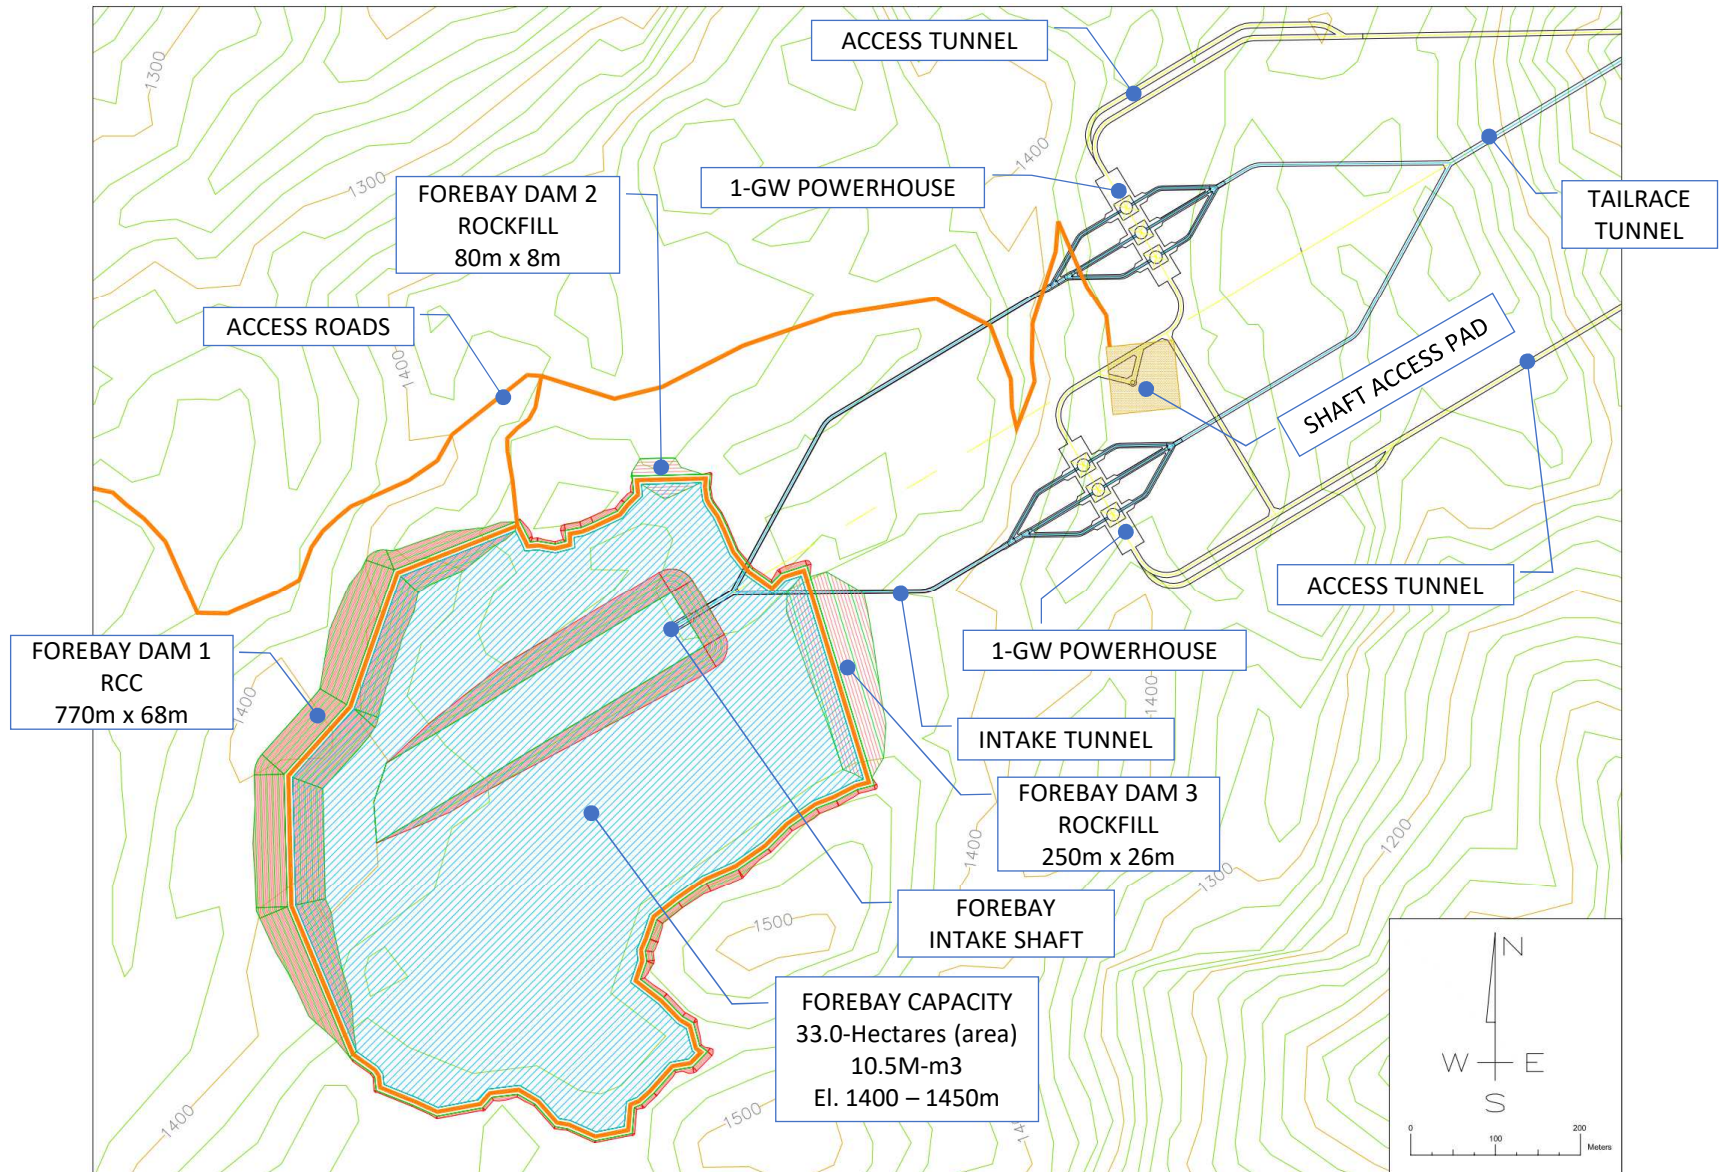 ACCESS TUNNEL
1300
1400
1300
FOREBAY DAM 2
ROCKFILL
80m x 8m
1-GW POWERHOUSE
TAILRACE
TUNNEL
ACCESS ROADS
1400
SHAFT ACCESS PAD
ACCESS TUNNEL
FOREBAY DAM 1
RCC
770m x 68m
1400
1-GW POWERHOUSE
1400
INTAKE TUNNEL
FOREBAY DAM 3
ROCKFILL
250m x 26m
1400
1300
1200
FOREBAY
INTAKE SHAFT
1500
FOREBAY CAPACITY
33.0-Hectares (area)
10.5M-m3
El. 1400 – 1450m
1400
1500
N
W E
S
0 100 200
Meters